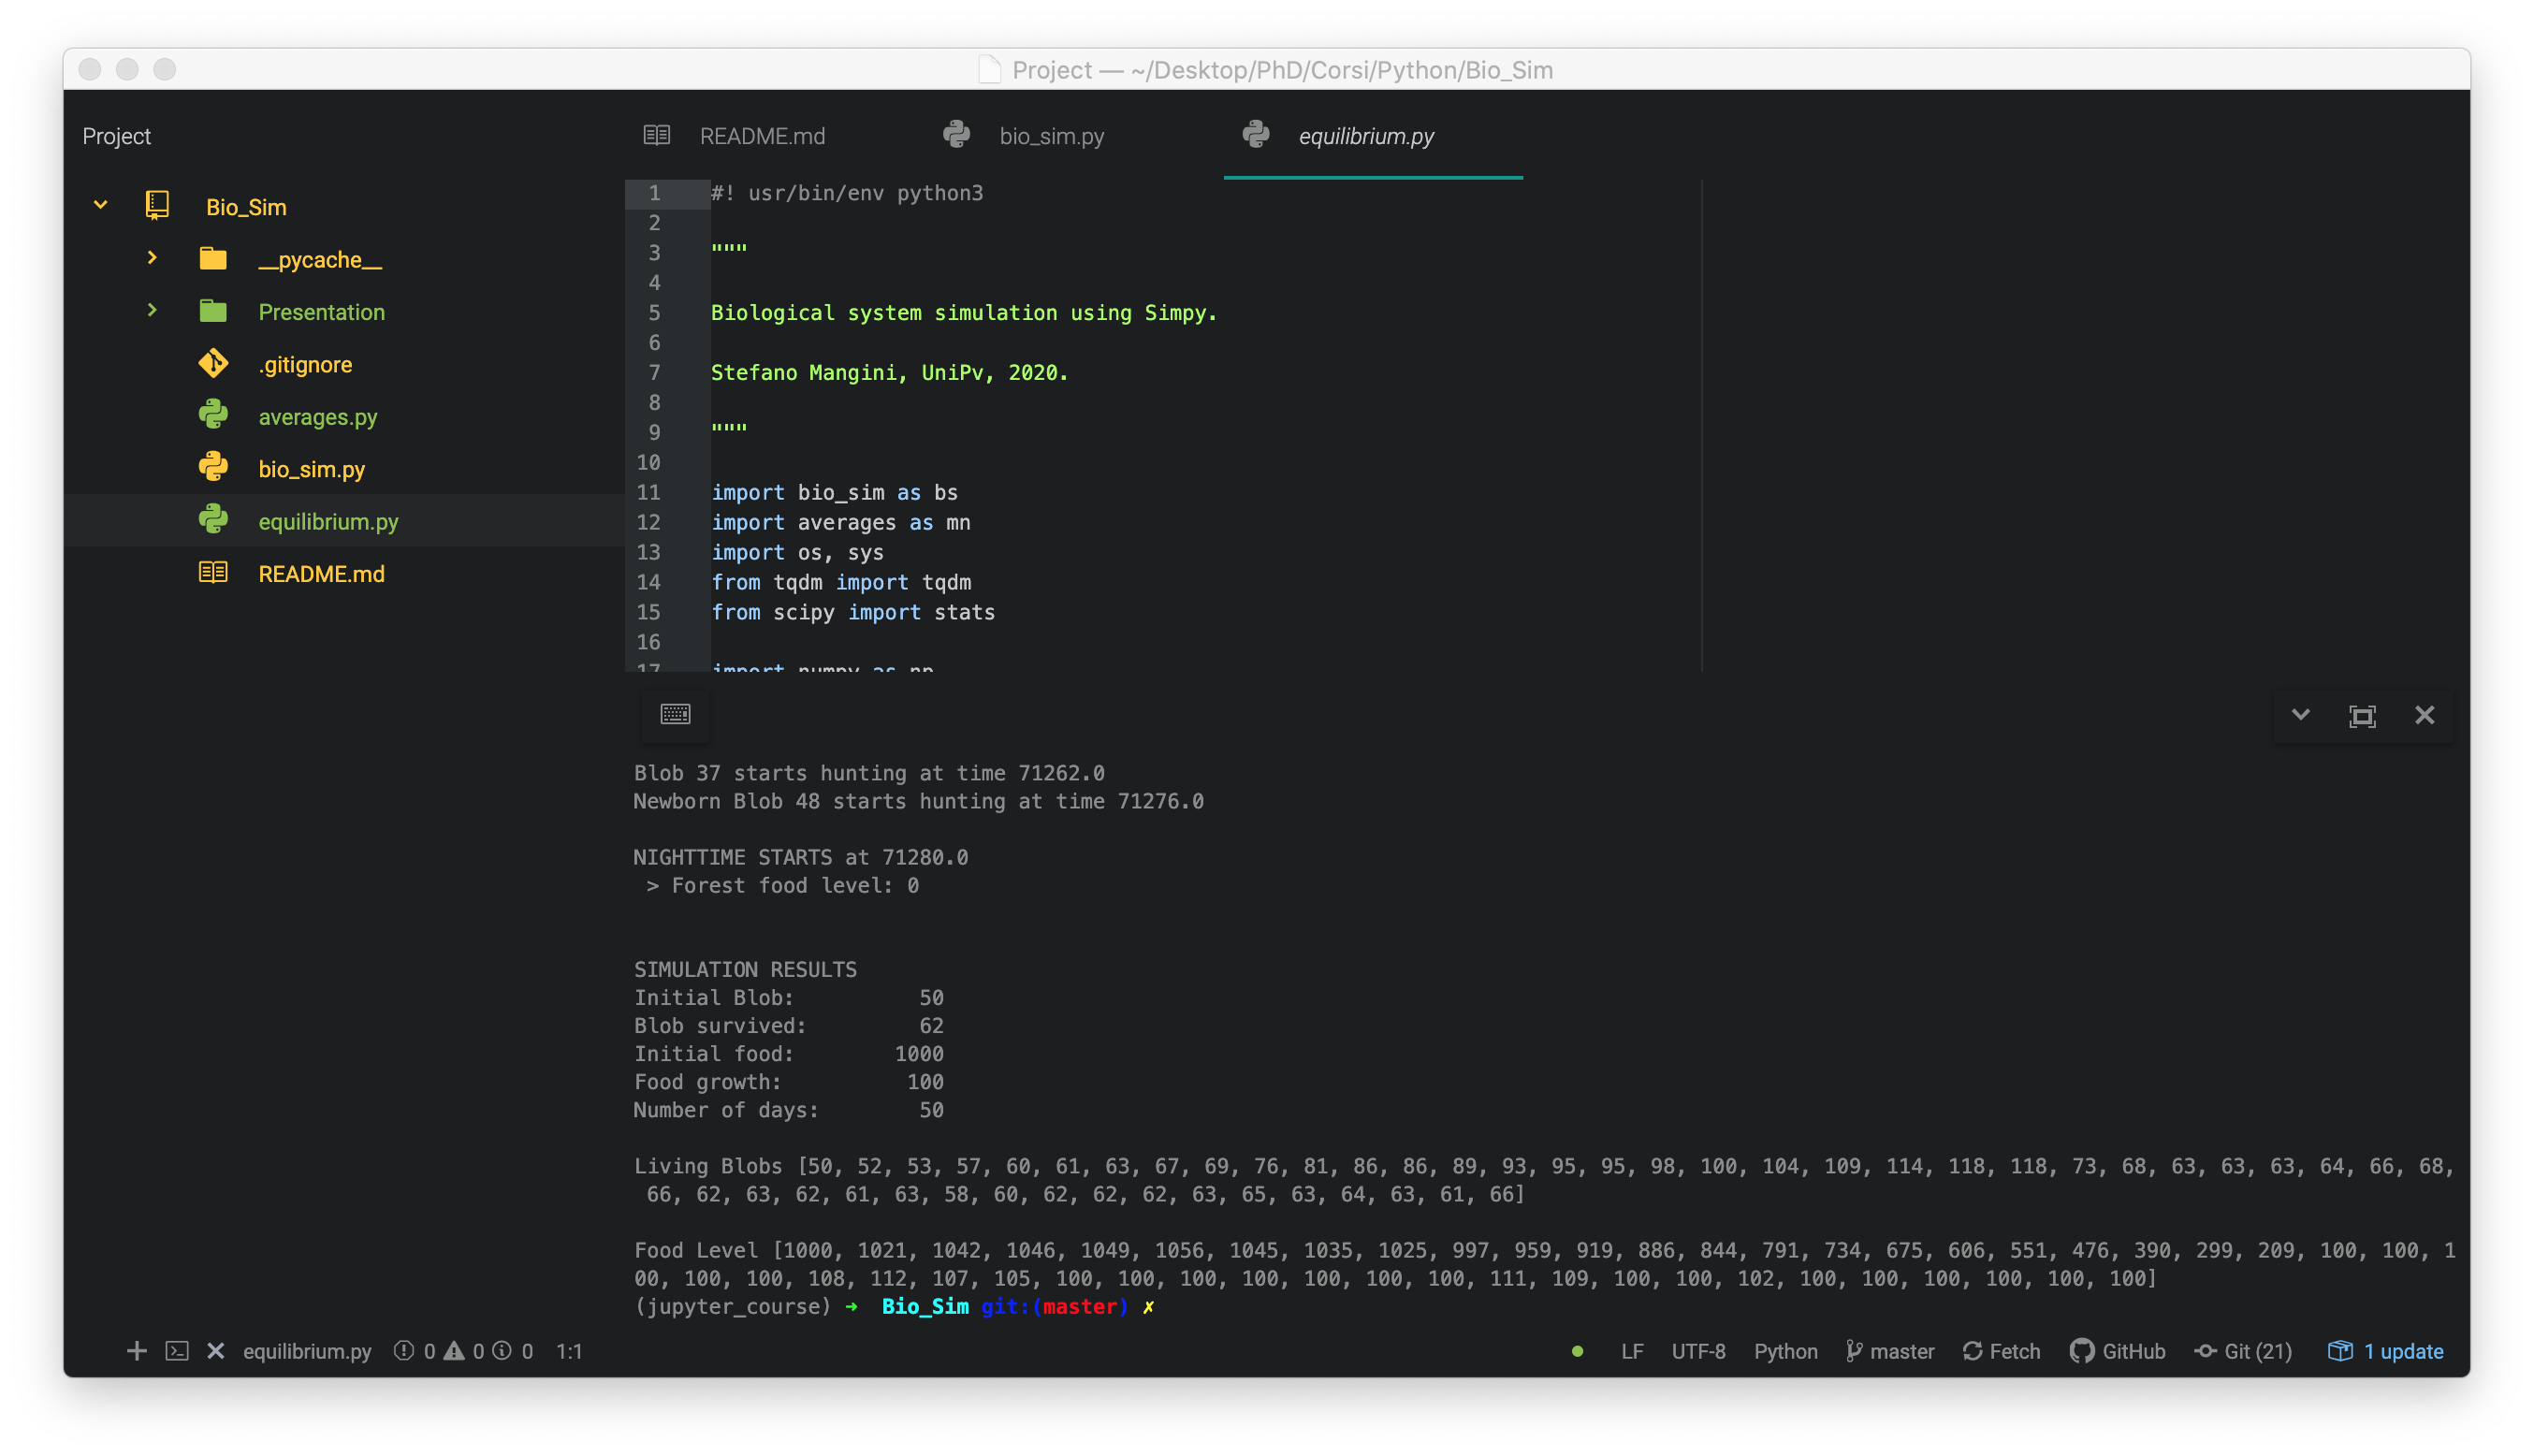 Project — ~/Desktop/PhD/Corsi/Python/Bio_Sim
Project
README.md
bio_sim.py
equilibrium.py
Bio_Sim
__pycache__
Presentation
.gitignore
averages.py
bio_sim.py
equilibrium.py
README.md
1 #! usr/bin/env python3
2
3 """
4
5 Biological system simulation using Simpy.
6
7 Stefano Mangini, UniPv, 2020.
8
9 """
10
11 import bio_sim as bs
12 import averages as mn
13 import os, sys
14 from tqdm import tqdm
15 from scipy import stats
16
17 import numpy as np
Blob 37 starts hunting at time 71262.0
Newborn Blob 48 starts hunting at time 71276.0
NIGHTTIME STARTS at 71280.0
> Forest food level: 0
SIMULATION RESULTS
Initial Blob: 50
Blob survived: 62
Initial food: 1000
Food growth: 100
Number of days: 50
Living Blobs [50, 52, 53, 57, 60, 61, 63, 67, 69, 76, 81, 86, 86, 89, 93, 95, 95, 98, 100, 104, 109, 114, 118, 118, 73, 68, 63, 63, 63, 64, 66, 68,
66, 62, 63, 62, 61, 63, 58, 60, 62, 62, 62, 63, 65, 63, 64, 63, 61, 66]
Food Level [1000, 1021, 1042, 1046, 1049, 1056, 1045, 1035, 1025, 997, 959, 919, 886, 844, 791, 734, 675, 606, 551, 476, 390, 299, 209, 100, 100, 1
00, 100, 100, 108, 112, 107, 105, 100, 100, 100, 100, 100, 100, 100, 111, 109, 100, 100, 102, 100, 100, 100, 100, 100, 100]
(jupyter_course) ➜ Bio_Sim git:(master) ✗
equilibrium.py 0 0 0 1:1 LF UTF-8 Python master Fetch GitHub Git (21) 1 update